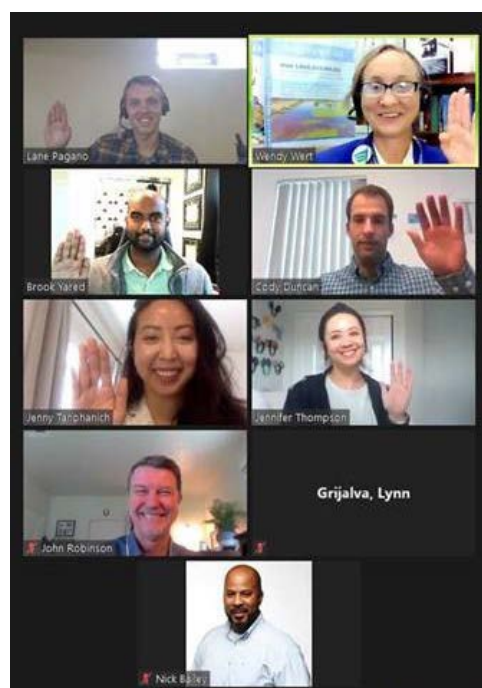 Lane Pagano
Wendy Wert
Brook Yared
Cody Duncan
Jenny Tanphanich
Jennifer Thompson
John Robinson
Grijalva, Lynn
Nick Bailey